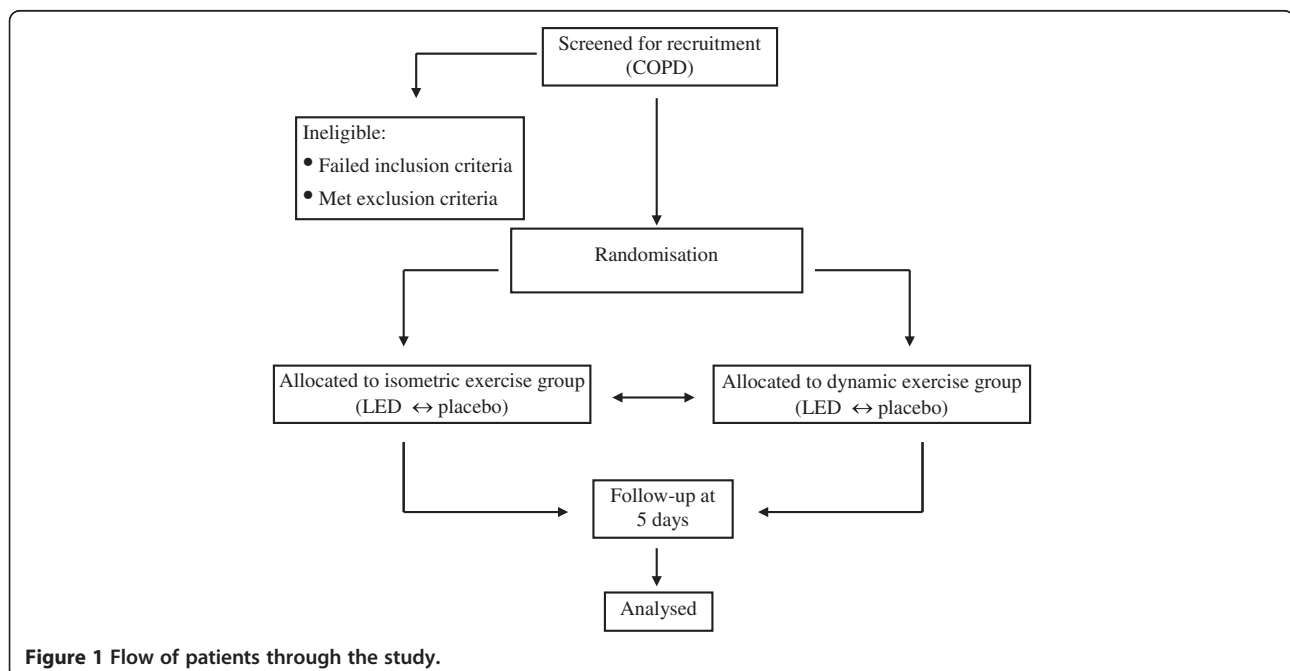 Screened for recruitment
(COPD)
Ineligible:
● Failed inclusion criteria
● Met exclusion criteria
Randomisation
Allocated to isometric exercise group
(LED ↔ placebo)
Allocated to dynamic exercise group
(LED ↔ placebo)
Follow-up at
5 days
Analysed
Figure 1 Flow of patients through the study.